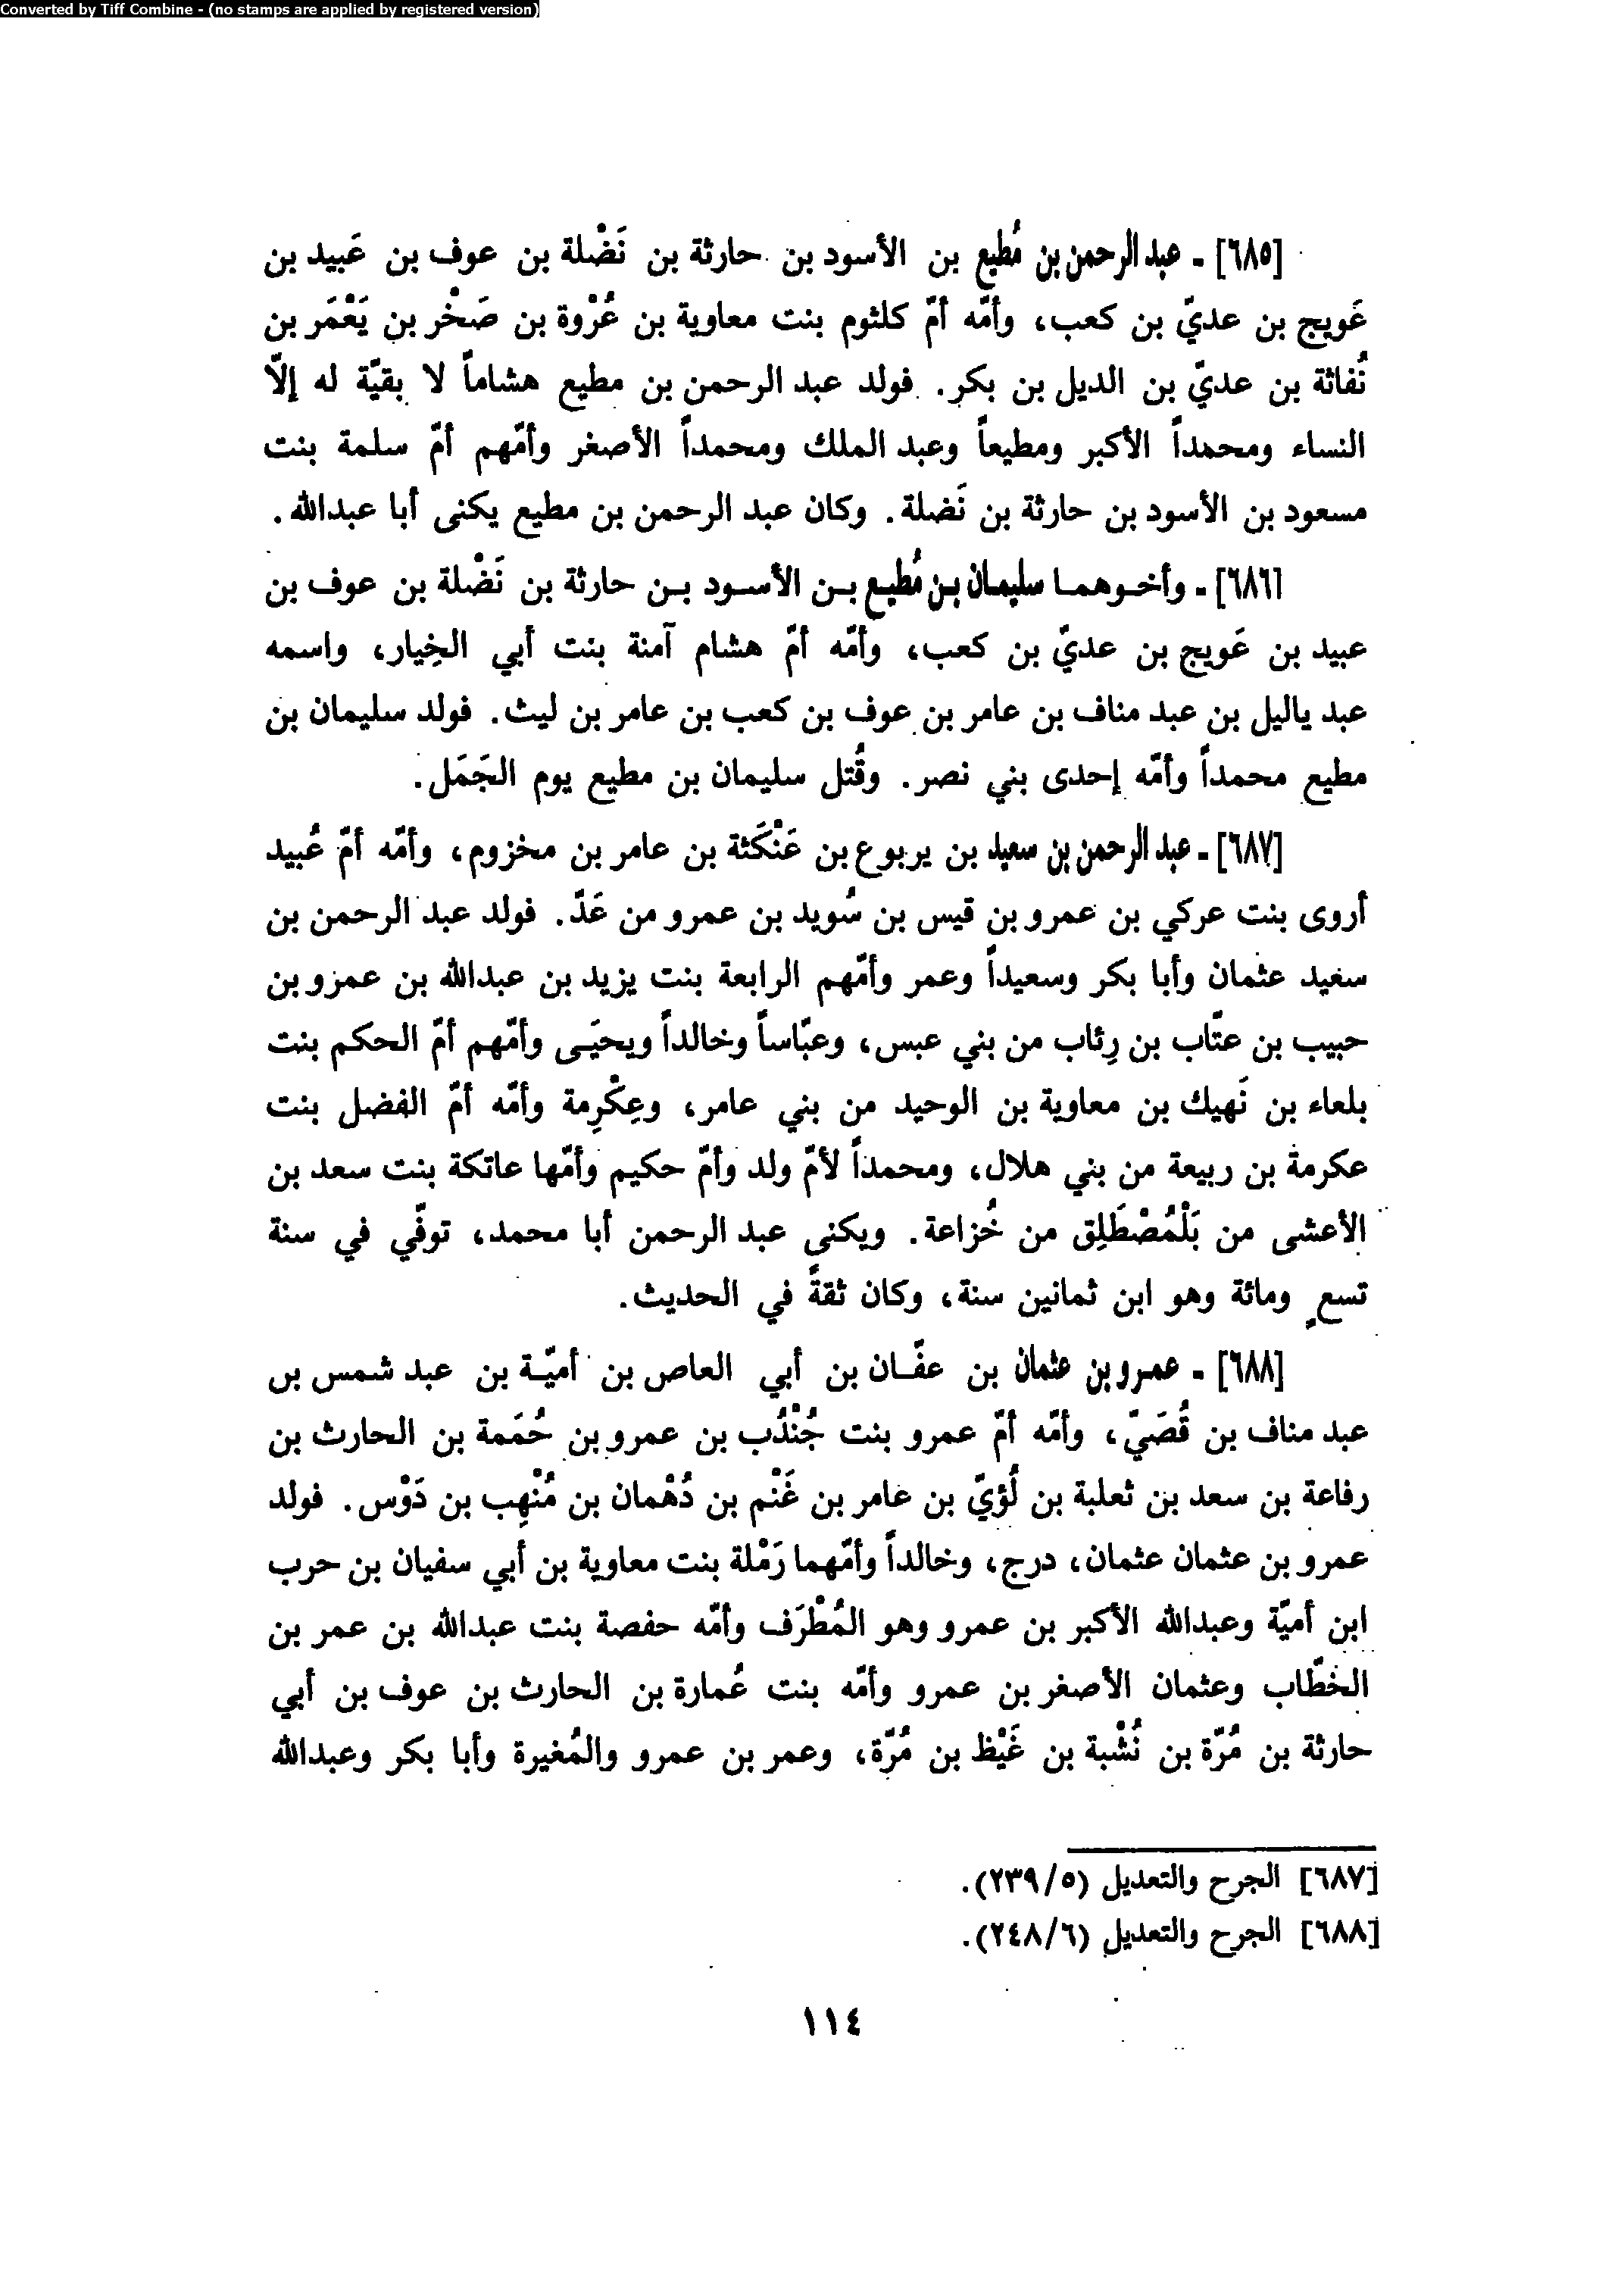 Converted by Tiff Combine - (no stamps are applied by registered version)
[٦٨٥] - عبد الرحمن بن مُطيع بن الأسود بن حارثة بن نَضْلة بن عوف بن عَبيد بن
عَويج بن عديّ بن كعب، وأمّه أمّ كلثوم بنت معاوية بن عُرْوة بن صَخْر بن يَعْمَر بن
نُفاثة بن عديّ بن الديل بن بكر. فولد عبد الرحمن بن مطيع هشاماً لا بقيّة له إلّا
النساء ومحمداً الأكبر ومطيعاً وعبد الملك ومحمداً الأصغر وأمّهم أمّ سلمة بنت
مسعود بن الأسود بن حارثة بن نَضلة. وكان عبد الرحمن بن مطيع يكنى أبا عبدالله.
[٦٨٦] - وأخوهما سليمان بن مُطيع بن الأسود بن حارثة بن نَضْلة بن عوف بن
عبيد بن عَويج بن عديّ بن كعب، وأمّه أمّ هشام آمنة بنت أبي الخِيار، واسمه
عبد ياليل بن عبد مناف بن عامر بن عوف بن كعب بن عامر بن ليث. فولد سليمان بن
مطيع محمداً وأمّه إحدى بني نصر. وقُتل سليمان بن مطيع يوم الجَمَل.
[٦٨٧] - عبد الرحمن بن سعيد بن يربوع بن عَنْكَثة بن عامر بن مخزوم، وأمّه أمّ عُبيد
أروى بنت عركي بن عمرو بن قيس بن سُويد بن عمرو من عَدّ. فولد عبد الرحمن بن
سعيد عثمان وأبا بكر وسعيداً وعمر وأمّهم الرابعة بنت يزيد بن عبدالله بن عمرو بن
حبيب بن عتّاب بن رِئاب من بني عبس، وعبّاساً وخالداً ويحيَى وأمّهم أمّ الحكم بنت
بلعاء بن نَهيك بن معاوية بن الوحيد من بني عامر، وعِكْرِمة وأمّه أمّ الفضل بنت
عكرمة بن ربيعة من بني هلال، ومحمداً لأمّ ولد وأمّ حكيم وأمّها عاتكة بنت سعد بن
الأعشى من بَلْمُصْطَلِق من خُزاعة. ويكنى عبد الرحمن أبا محمد، توفّي في سنة
تسعٍ ومائة وهو ابن ثمانين سنة، وكان ثقةً في الحديث.
[٦٨٨] - عمرو بن عثمان بن عفّان بن أبي العاص بن أميّة بن عبد شمس بن
عبد مناف بن قُصَيّ، وأمّه أمّ عمرو بنت جُنْدُب بن عمرو بن حُمَمة بن الحارث بن
رفاعة بن سعد بن ثعلبة بن لُؤيّ بن عامر بن غَنْم بن دُهْمان بن مُنْهِب بن دَوْس. فولد
عمرو بن عثمان عثمان، درج، وخالداً وأمّهما رَمْلة بنت معاوية بن أبي سفيان بن حرب
ابن أميّة وعبدالله الأكبر بن عمرو وهو المُطْرَف وأمّه حفصة بنت عبدالله بن عمر بن
الخطّاب وعثمان الأصغر بن عمرو وأمّه بنت عُمارة بن الحارث بن عوف بن أبي
حارثة بن مُرّة بن نُشْبة بن غَيْظ بن مُرّة، وعمر بن عمرو والمُغيرة وأبا بكر وعبدالله
[٦٨٧] الجرح والتعديل (٢٣٩/٥).
[٦٨٨] الجرح والتعديل (٢٤٨/٦).
١١٤